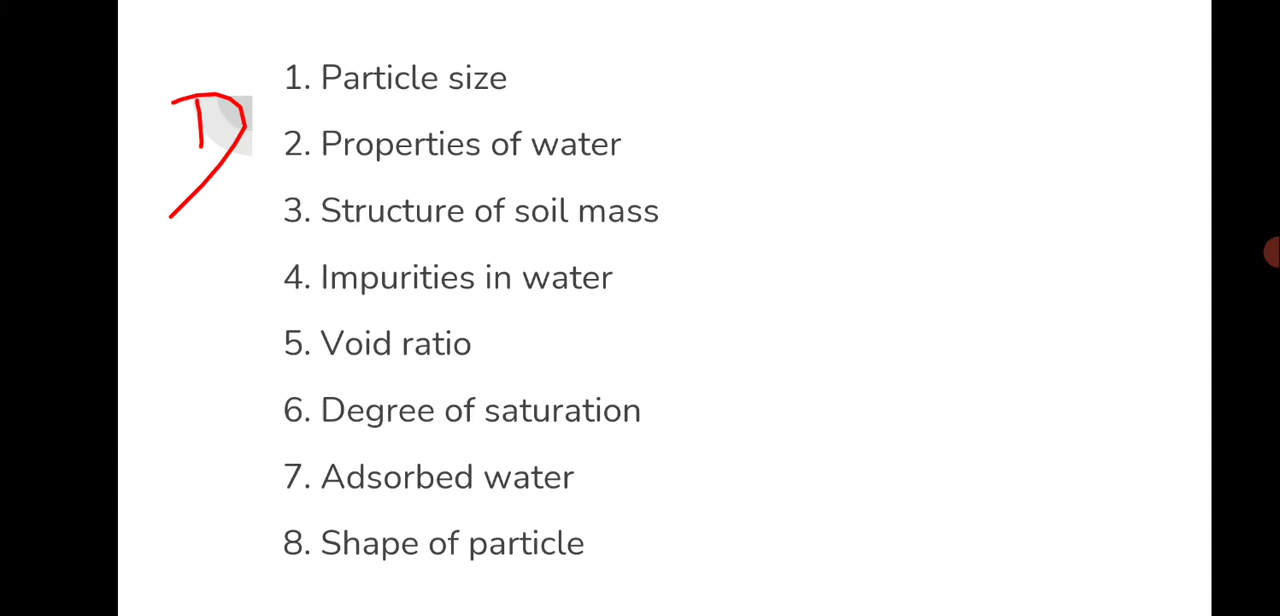 1. Particle size
2. Properties of water
3. Structure of soil mass
4. Impurities in water
5. Void ratio
6. Degree of saturation
7. Adsorbed water
8. Shape of particle